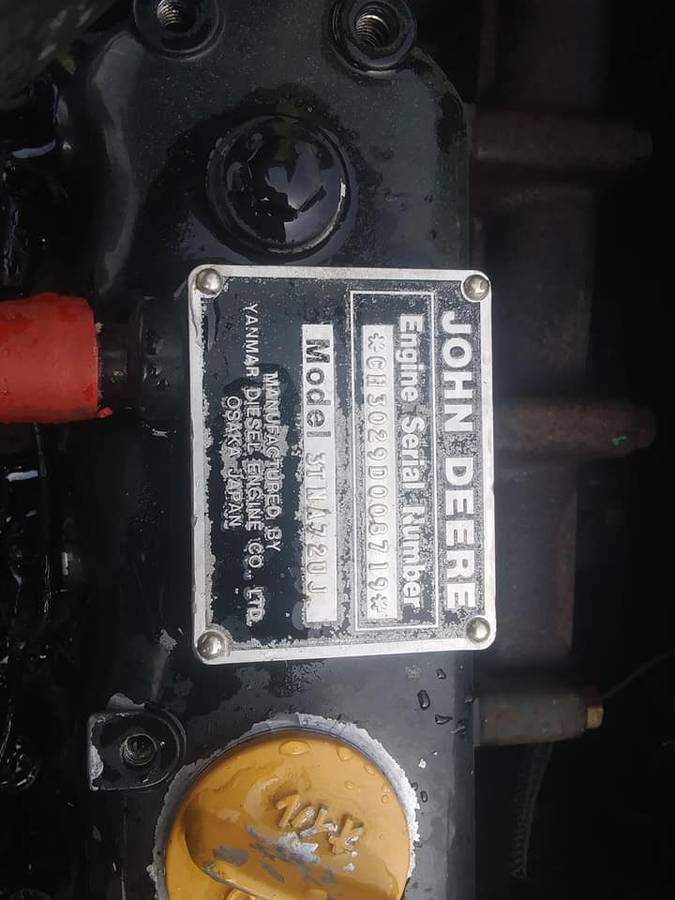 JOHN DEERE
Engine Serial Number
*CH3029D008719*
Model 3TNA72UJ
MANUFACTURED BY
YANMAR DIESEL ENGINE CO., LTD.
OSAKA JAPAN